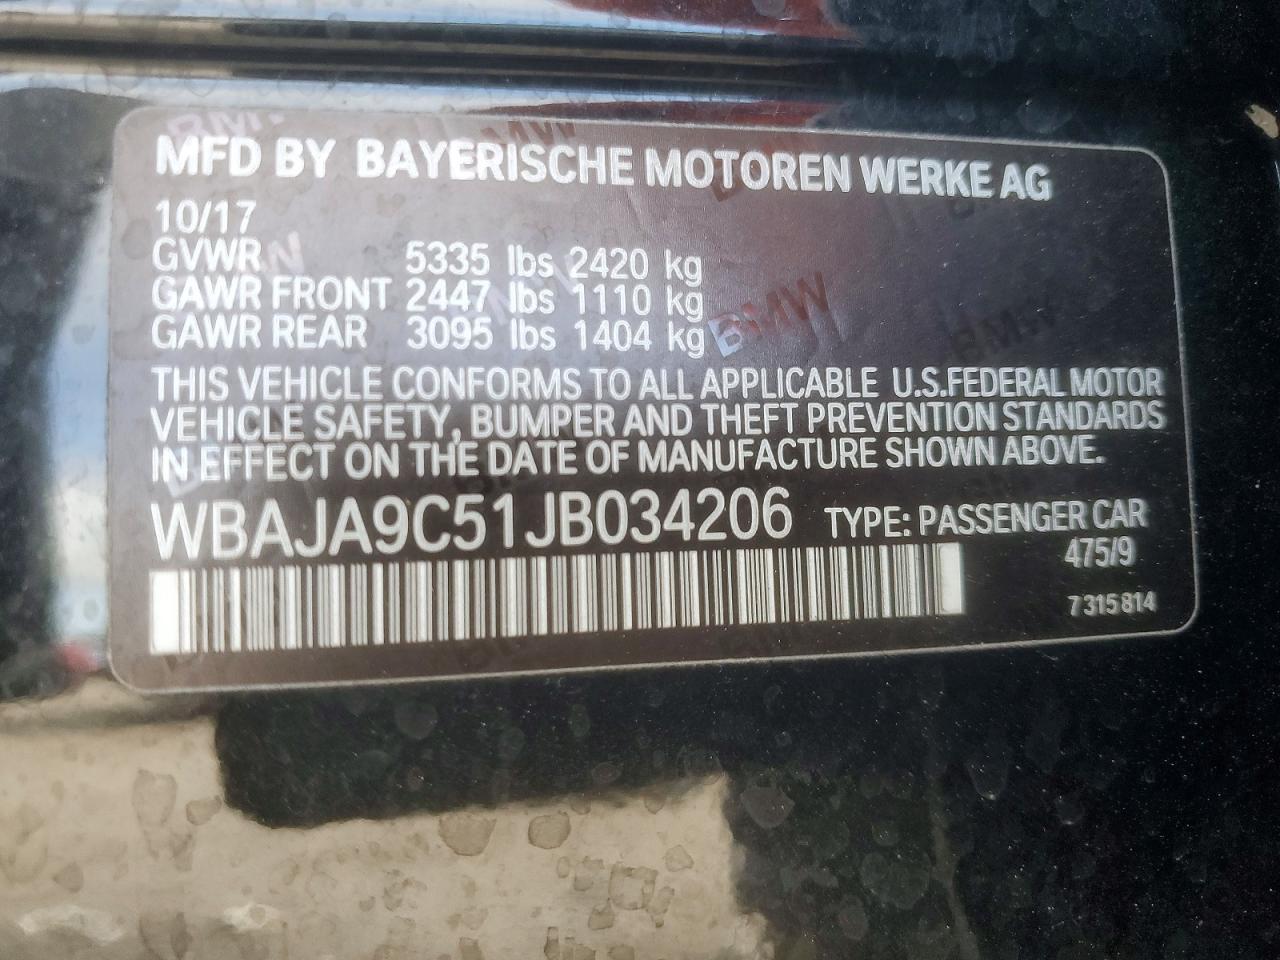 MFD BY BAYERISCHE MOTOREN WERKE AG
10/17
GVWR 5335 lbs 2420 kg
GAWR FRONT 2447 lbs 1110 kg
GAWR REAR 3095 lbs 1404 kg
THIS VEHICLE CONFORMS TO ALL APPLICABLE U.S.FEDERAL MOTOR
VEHICLE SAFETY, BUMPER AND THEFT PREVENTION STANDARDS
IN EFFECT ON THE DATE OF MANUFACTURE SHOWN ABOVE.
WBAJA9C51JB034206 TYPE: PASSENGER CAR
475/9
7 315 814
BMW